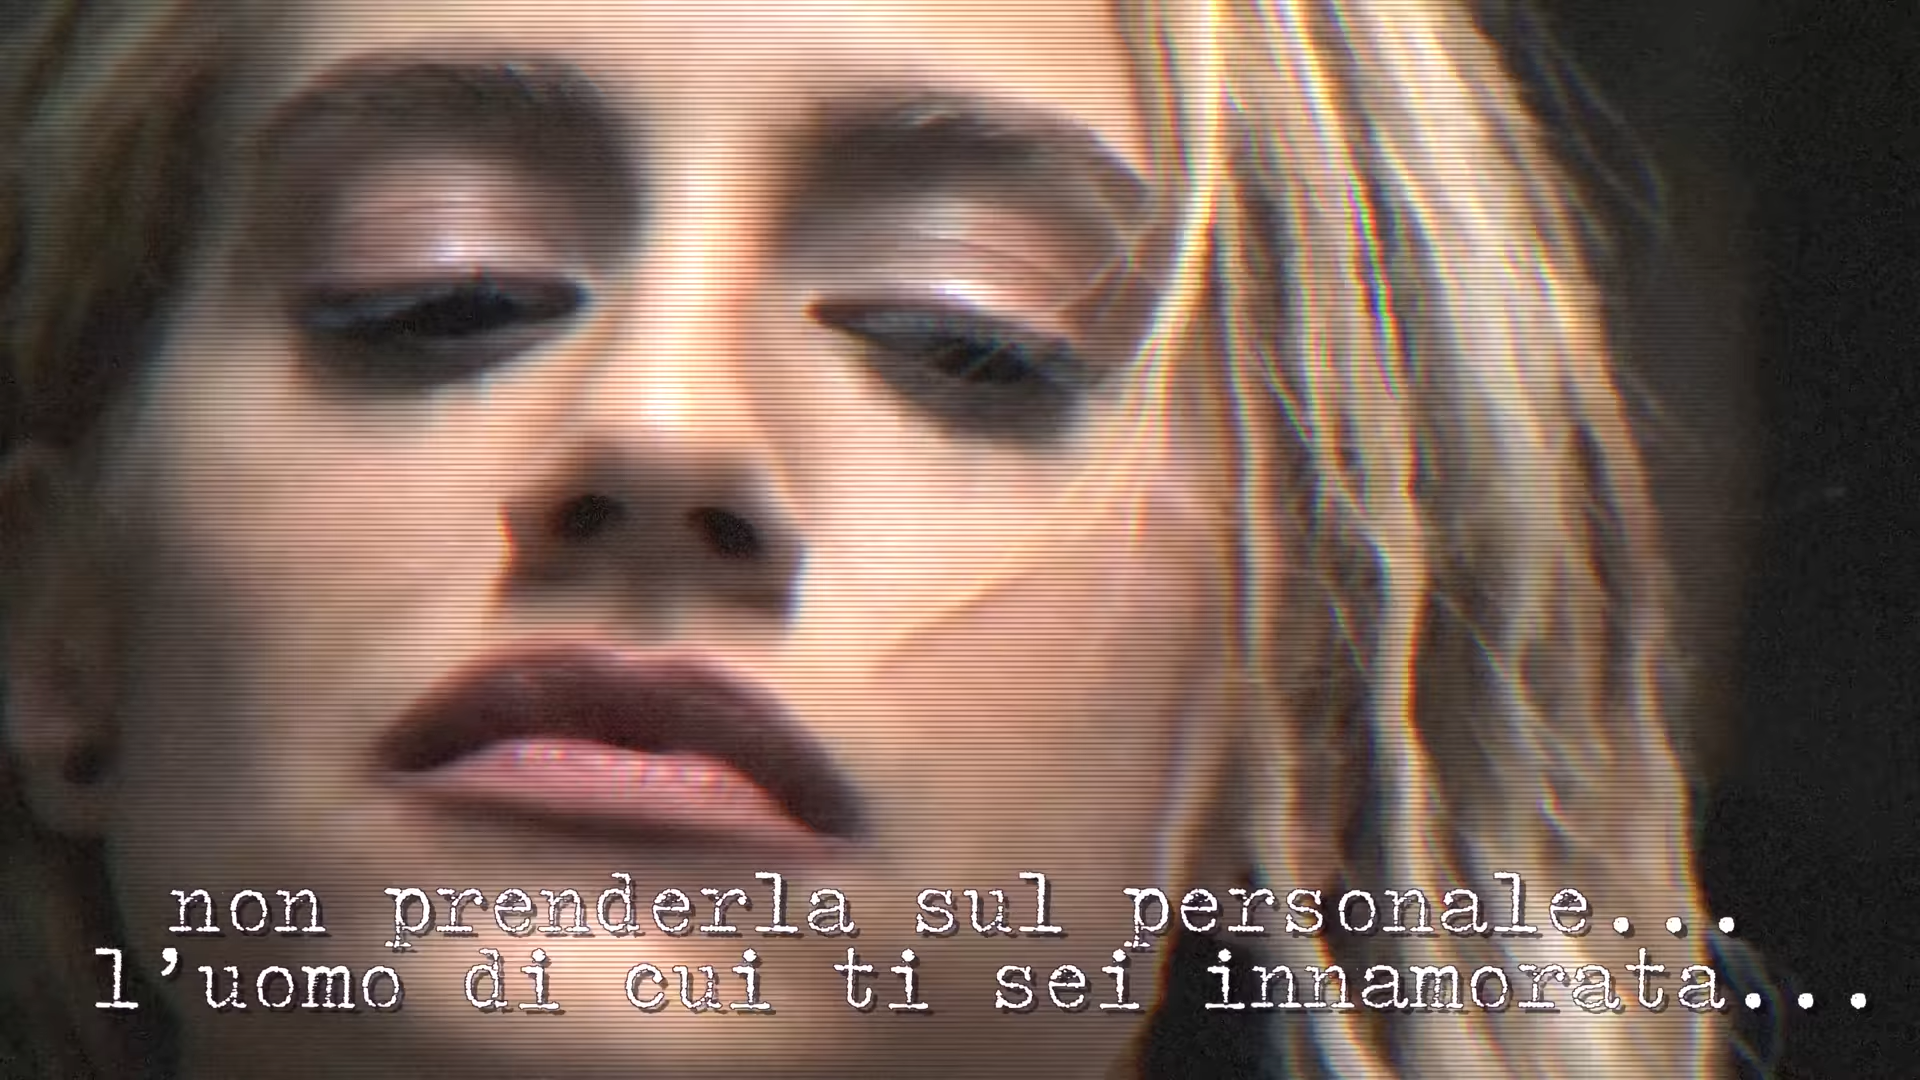 non prenderla sul personale...
l'uomo di cui ti sei innamorata...